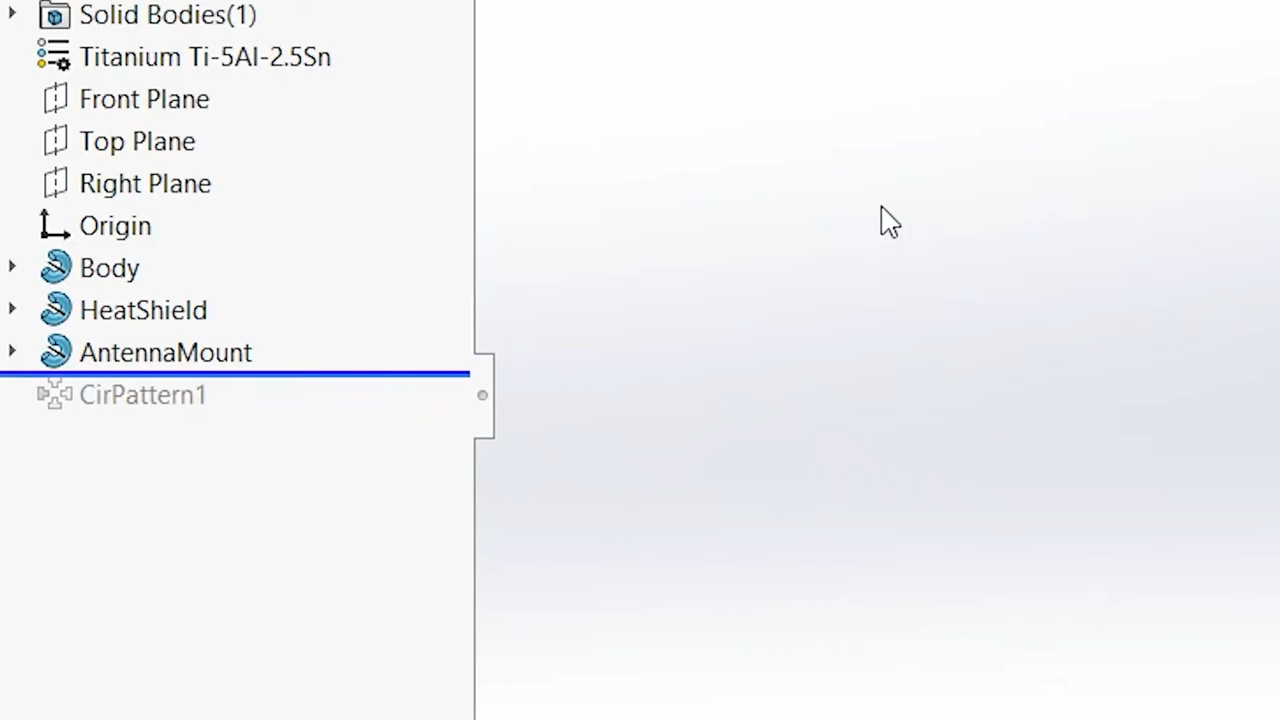 Solid Bodies(1)
Titanium Ti-5Al-2.5Sn
Front Plane
Top Plane
Right Plane
Origin
Body
HeatShield
AntennaMount
CirPattern1